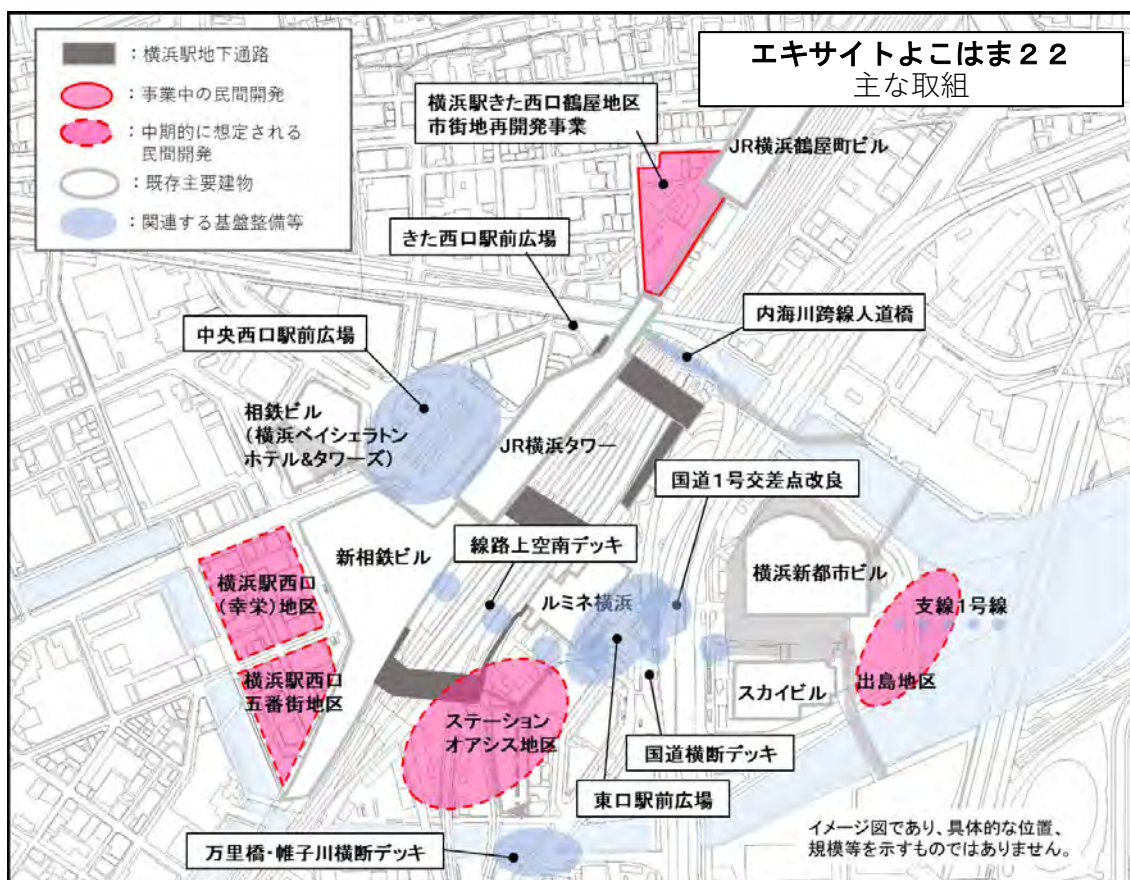 エキサイトよこはま２２
主な取組
：横浜駅地下通路
：事業中の民間開発
：中期的に想定される
民間開発
：既存主要建物
：関連する基盤整備等
横浜駅きた西口鶴屋地区
市街地再開発事業
JR横浜鶴屋町ビル
きた西口駅前広場
内海川跨線人道橋
中央西口駅前広場
相鉄ビル
（横浜ベイシェラトン
ホテル&タワーズ）
JR横浜タワー
国道１号交差点改良
線路上空南デッキ
新相鉄ビル
横浜新都市ビル
横浜駅西口
（幸栄）地区
ルミネ横浜
支線１号線
横浜駅西口
五番街地区
スカイビル
出島地区
ステーション
オアシス地区
国道横断デッキ
東口駅前広場
万里橋・帷子川横断デッキ
イメージ図であり、具体的な位置、
規模等を示すものではありません。